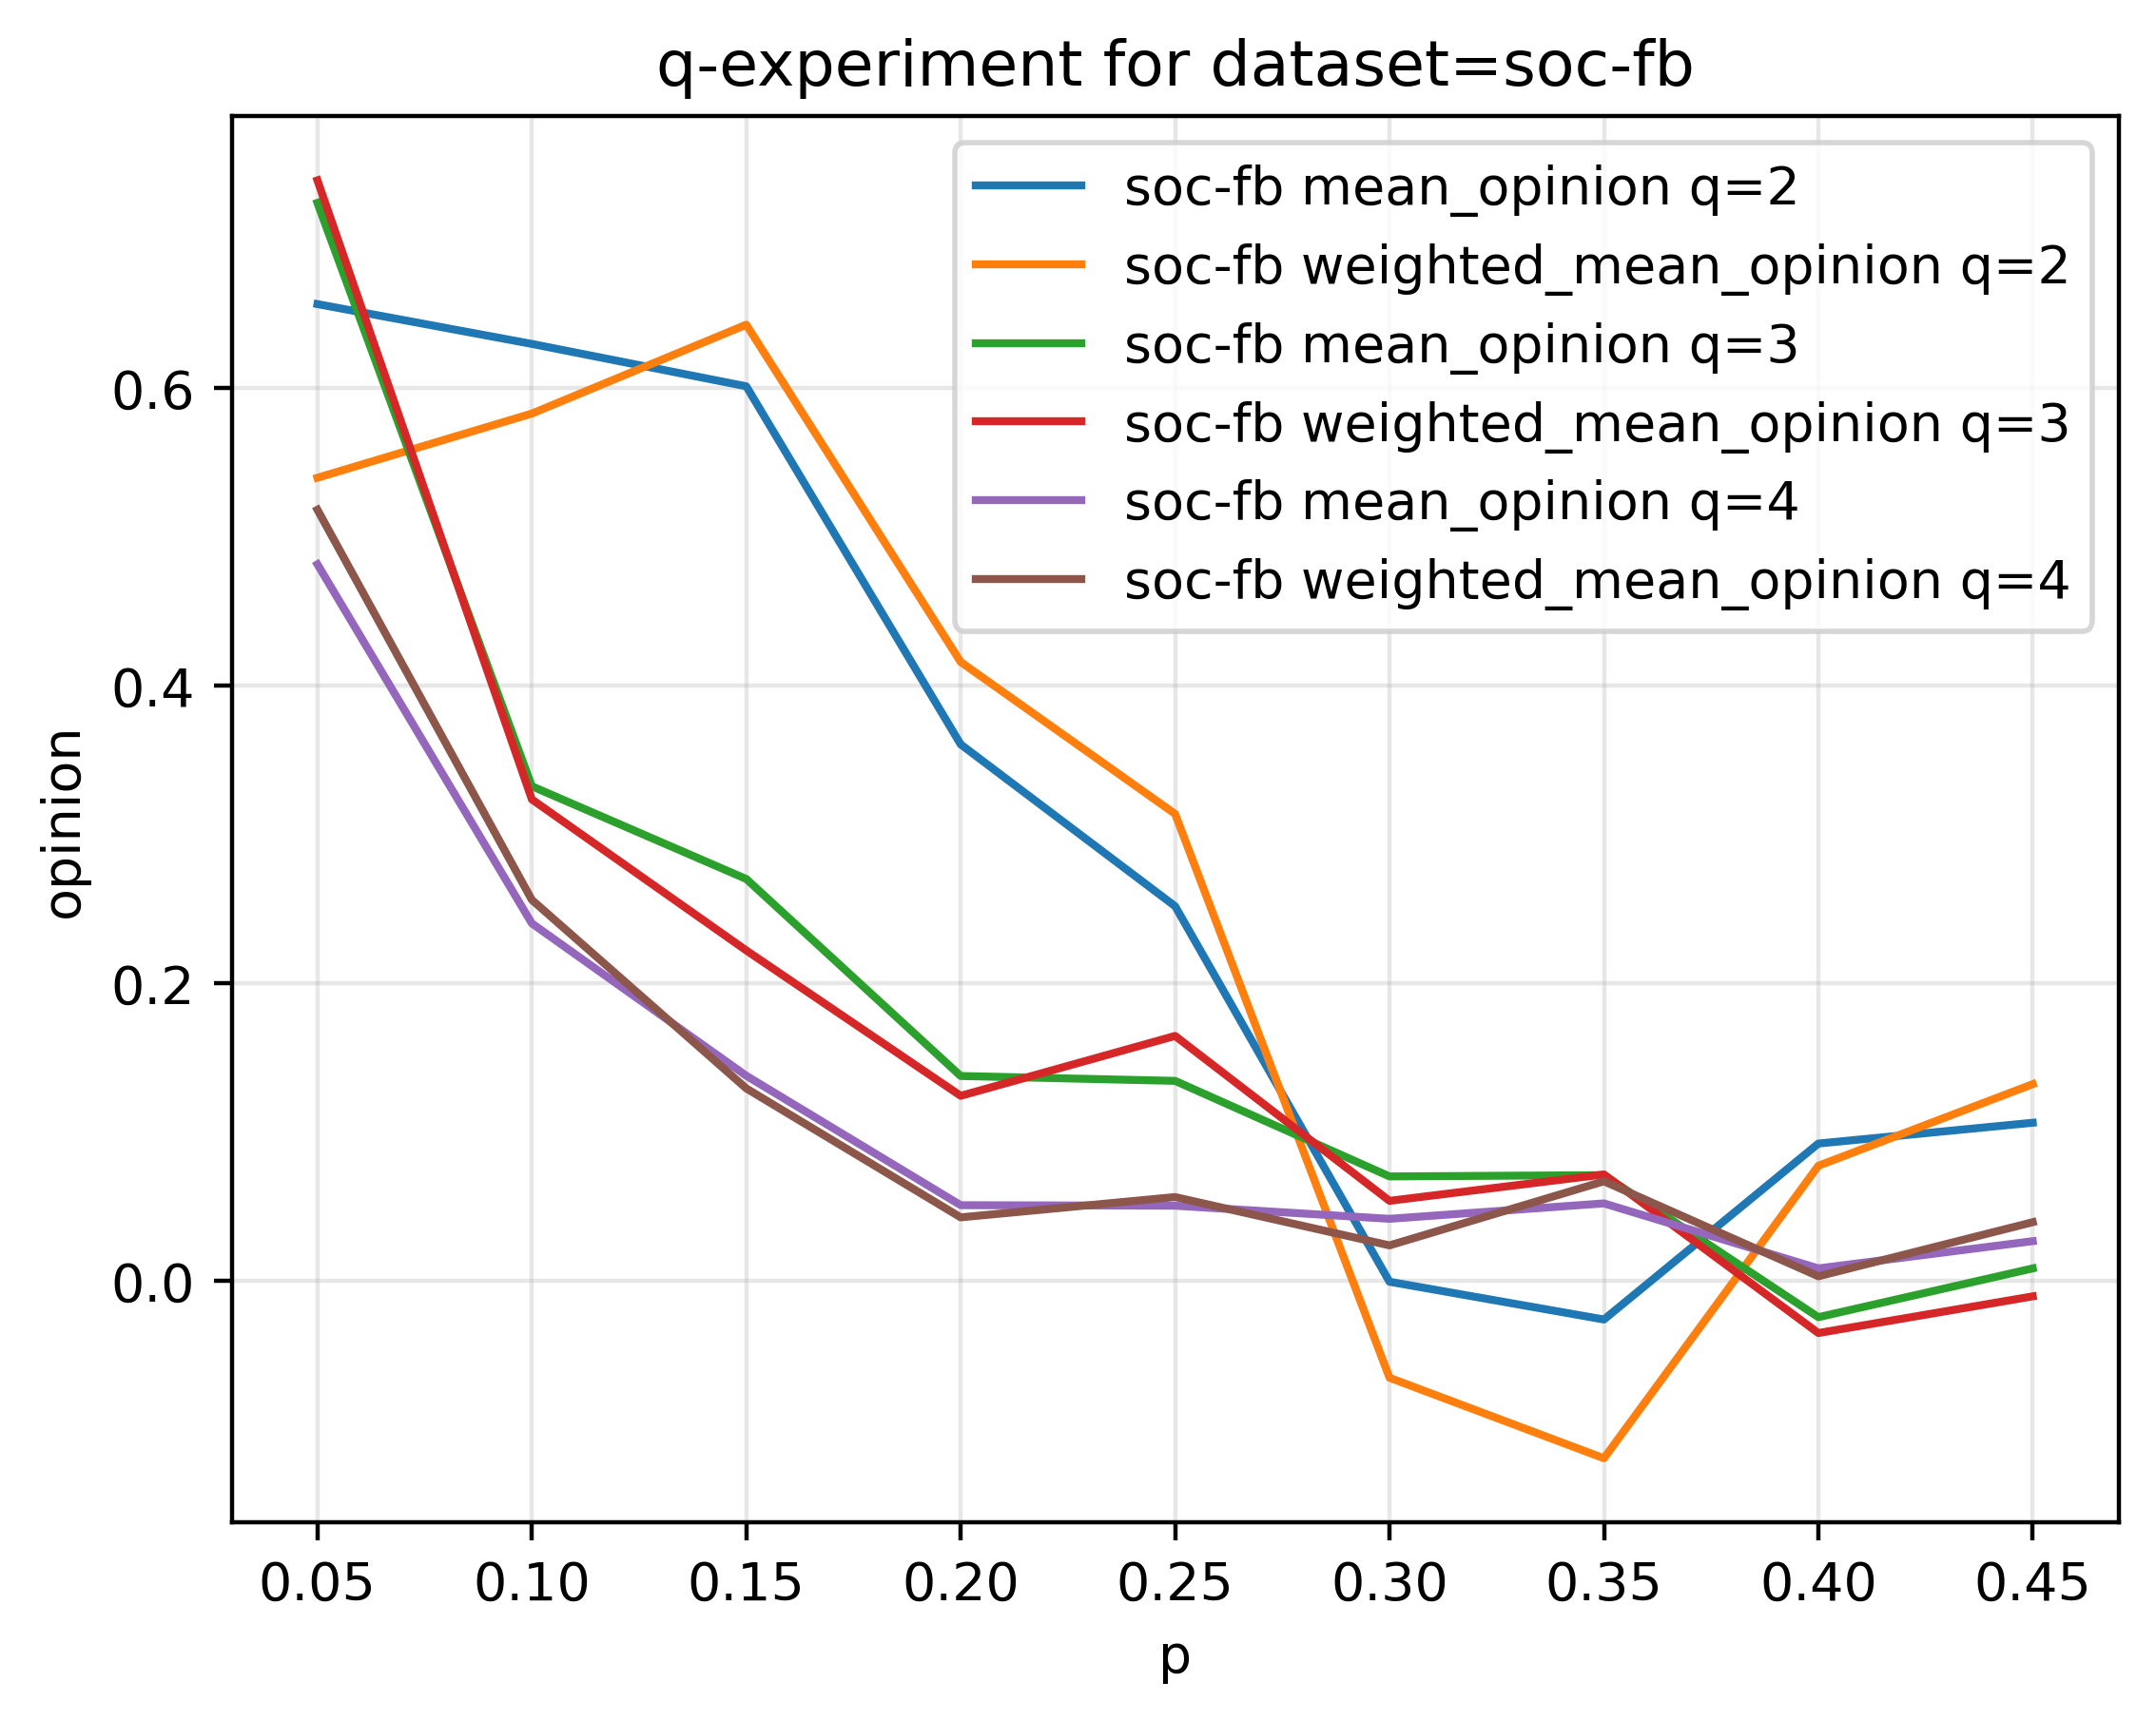 q-experiment for dataset=soc-fb
soc-fb mean_opinion q=2
soc-fb weighted_mean_opinion q=2
soc-fb mean_opinion q=3
soc-fb weighted_mean_opinion q=3
soc-fb mean_opinion q=4
soc-fb weighted_mean_opinion q=4
opinion
0.6
0.4
0.2
0.0
0.05 0.10 0.15 0.20 0.25 0.30 0.35 0.40 0.45
p